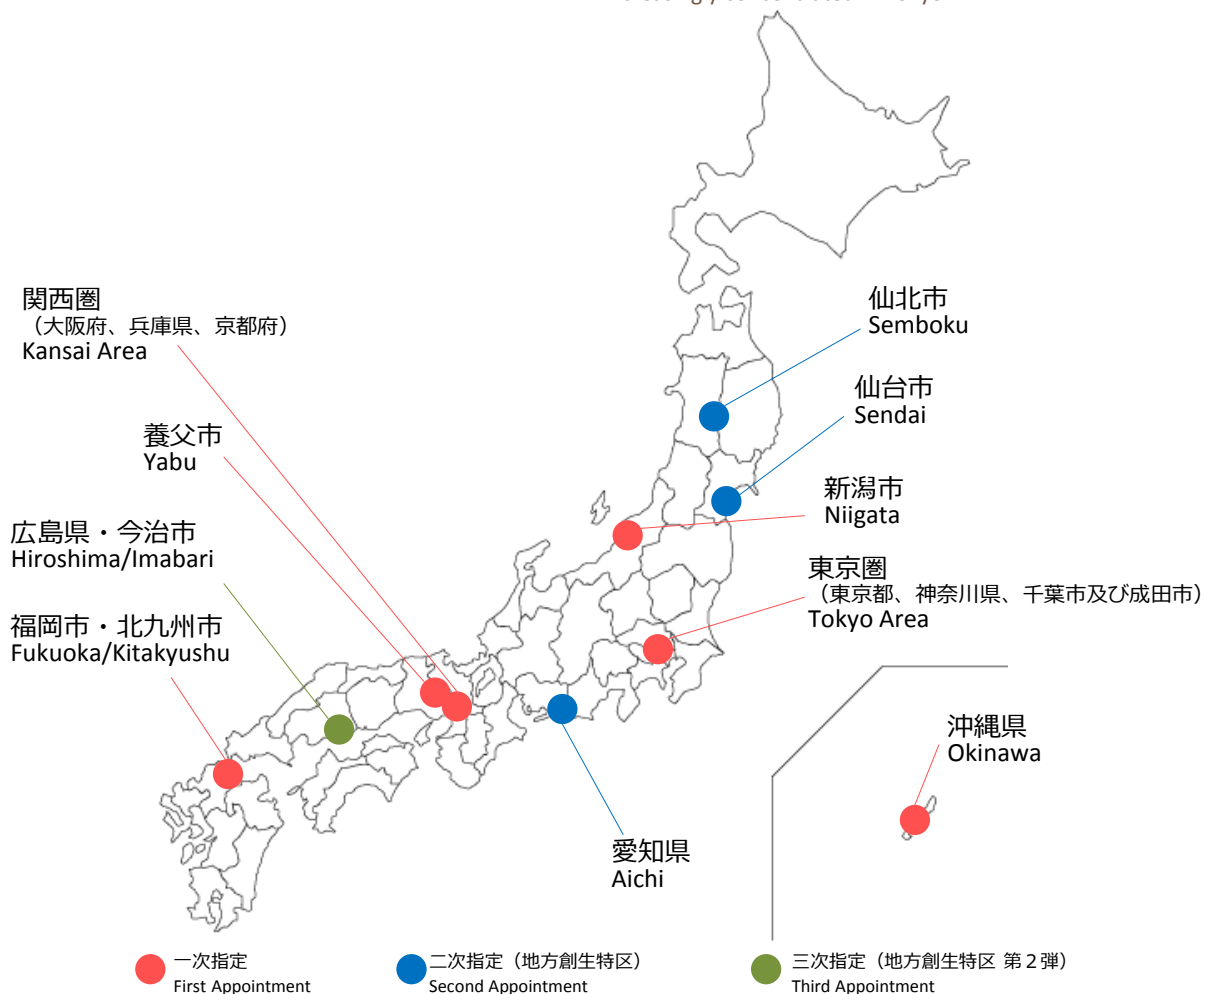 関西圏
（大阪府、兵庫県、京都府）
Kansai Area
養父市
Yabu
広島県・今治市
Hiroshima/Imabari
福岡市・北九州市
Fukuoka/Kitakyushu
仙北市
Semboku
仙台市
Sendai
新潟市
Niigata
東京圏
（東京都、神奈川県、千葉市及び成田市）
Tokyo Area
沖縄県
Okinawa
愛知県
Aichi
一次指定
First Appointment
二次指定（地方創生特区）
Second Appointment
三次指定（地方創生特区 第２弾）
Third Appointment